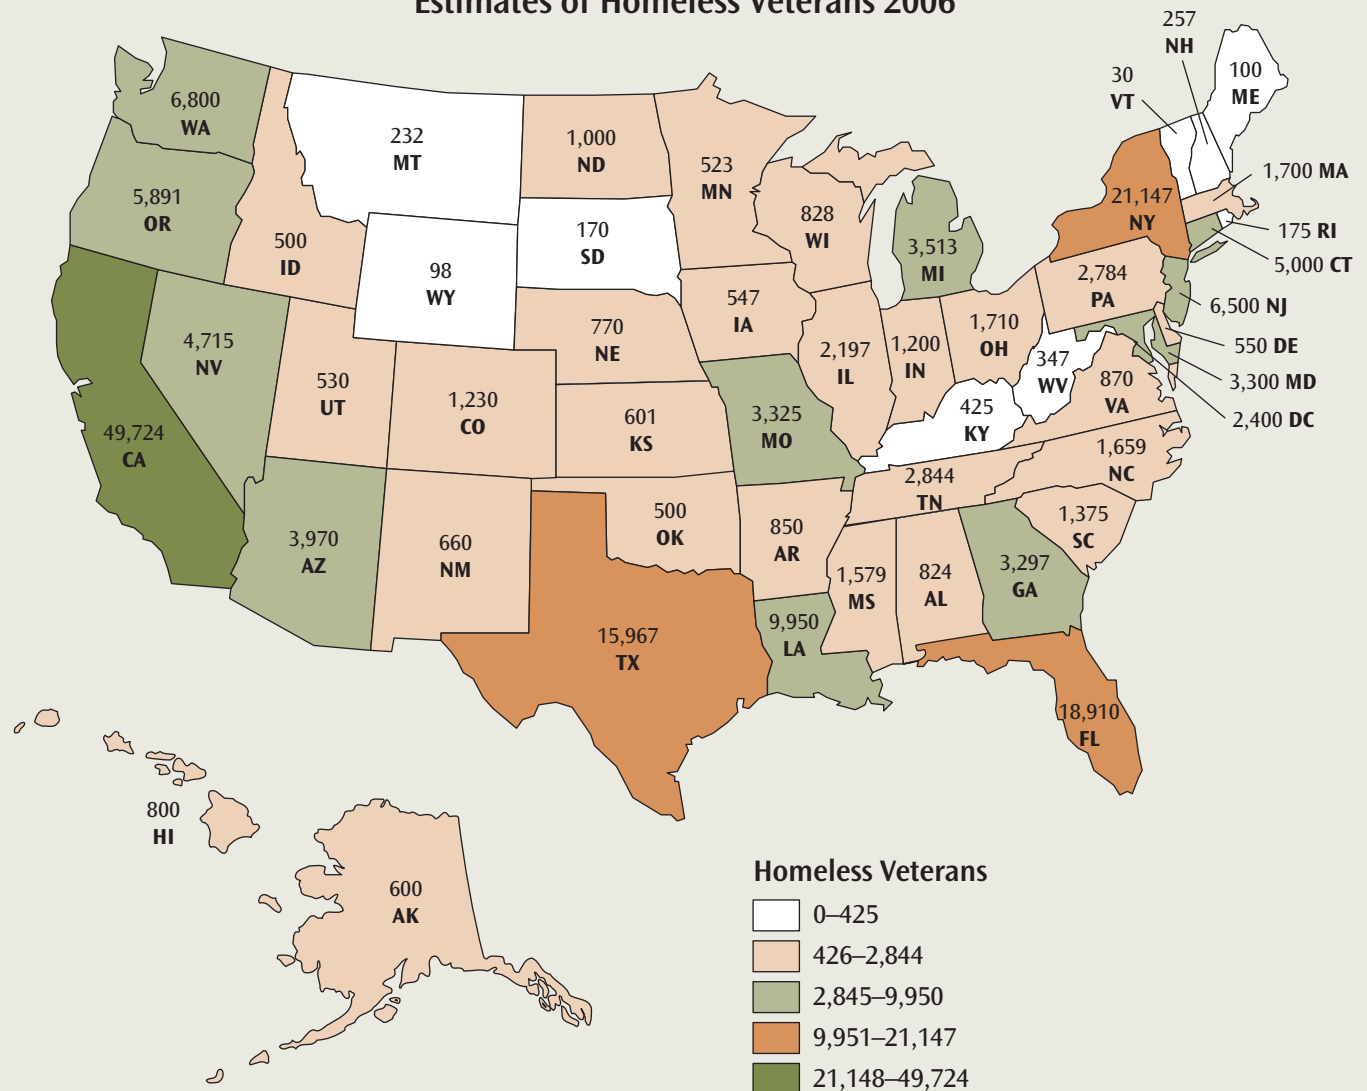 Estimates of Homeless Veterans 2006
257
NH
30
VT
100
ME
6,800
WA
232
MT
1,000
ND
523
MN
1,700 MA
5,891
OR
21,147
NY
828
WI
170
SD
175 RI
500
ID
3,513
MI
5,000 CT
98
WY
2,784
PA
547
IA
6,500 NJ
770
NE
1,710
OH
4,715
NV
2,197
IL
1,200
IN
550 DE
347
WV
530
UT
870
VA
3,300 MD
1,230
CO
601
KS
3,325
MO
425
KY
2,400 DC
49,724
CA
1,659
NC
2,844
TN
500
OK
1,375
SC
3,970
AZ
660
NM
850
AR
3,297
GA
1,579
MS
824
AL
15,967
TX
9,950
LA
18,910
FL
800
HI
600
AK
Homeless Veterans
0–425
426–2,844
2,845–9,950
9,951–21,147
21,148–49,724